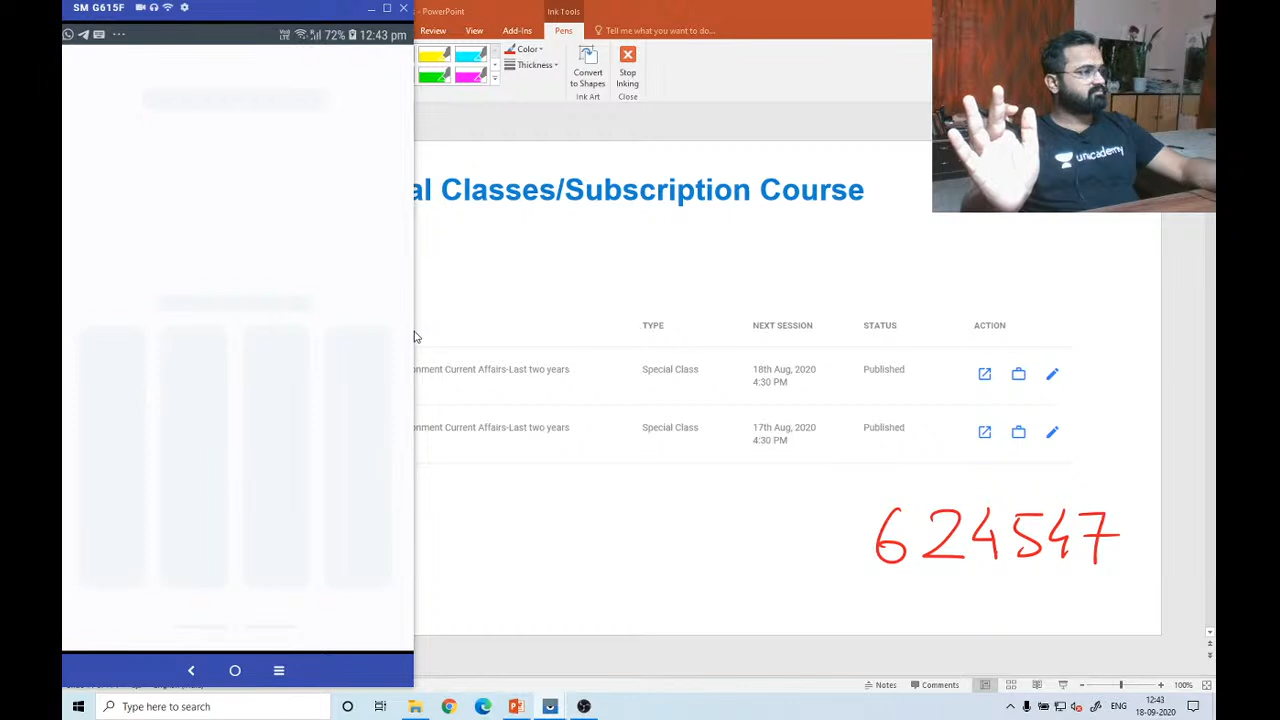 SM G615F
72% 12:43 pm
- PowerPoint
Ink Tools
Review View Add-Ins Pens Tell me what you want to do...
Color
Thickness
Convert to Shapes
Stop Inking
Ink Art
Close
unacademy
al Classes/Subscription Course
TYPE NEXT SESSION STATUS ACTION
onment Current Affairs-Last two years Special Class 18th Aug, 2020 Published
4:30 PM
onment Current Affairs-Last two years Special Class 17th Aug, 2020 Published
4:30 PM
624547
Notes Comments 100%
Type here to search
12:43
18-09-2020